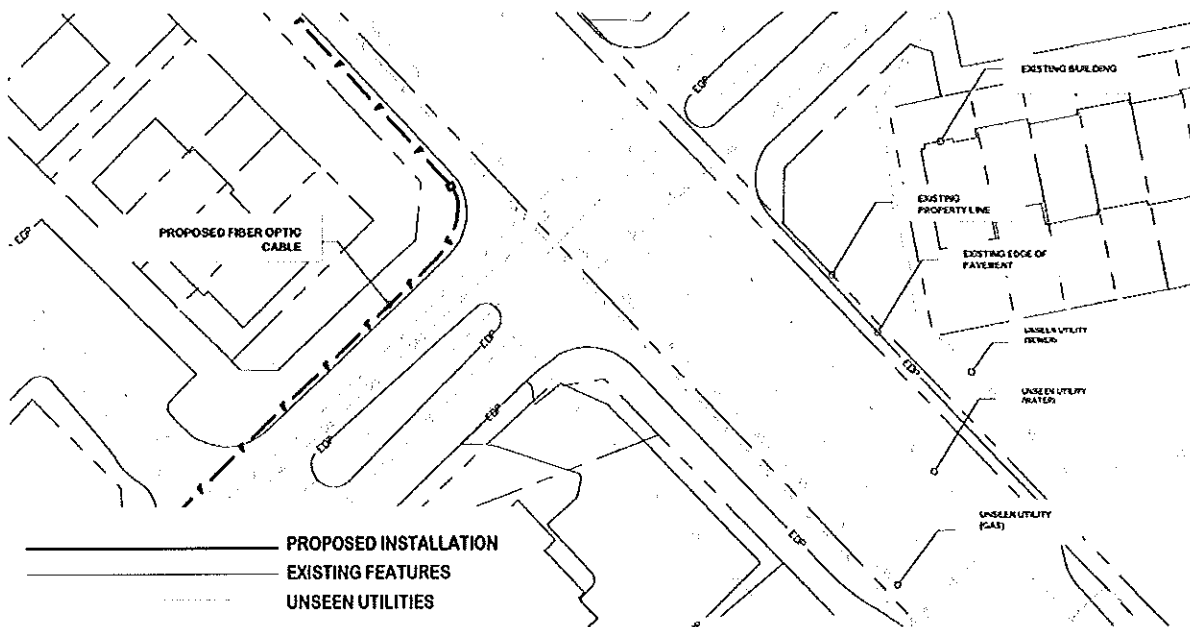 EOP
EXISTING BUILDING
EXISTING
PROPERTY LINE
PROPOSED FIBER OPTIC
CABLE
EOP
EXISTING EDGE OF
PAVEMENT
UNSEEN UTILITY
(SEWER)
EOP
EOP
UNSEEN UTILITY
(WATER)
EOP
EOP
UNSEEN UTILITY
(GAS)
EOP
PROPOSED INSTALLATION
EXISTING FEATURES
UNSEEN UTILITIES